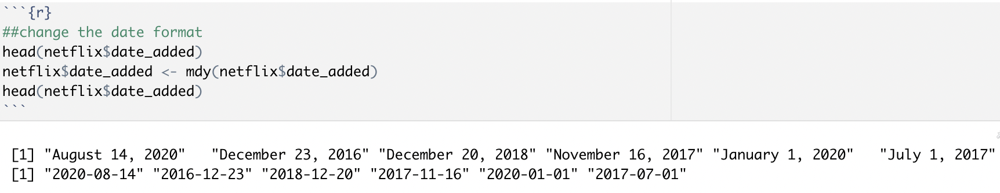 ```{r}
##change the date format
head(netflix$date_added)
netflix$date_added <- mdy(netflix$date_added)
head(netflix$date_added)
```
[1] "August 14, 2020"   "December 23, 2016" "December 20, 2018" "November 16, 2017" "January 1, 2020"   "July 1, 2017"
[1] "2020-08-14" "2016-12-23" "2018-12-20" "2017-11-16" "2020-01-01" "2017-07-01"